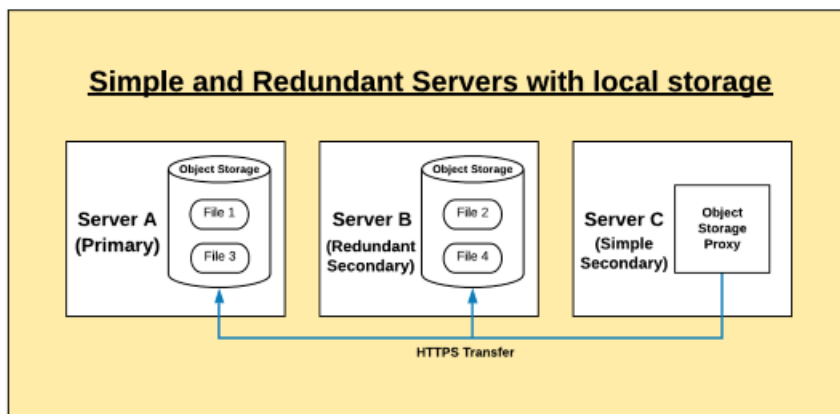 Simple and Redundant Servers with local storage
Server A
(Primary)
Object Storage
File 1
File 3
Server B
(Redundant
Secondary)
Object Storage
File 2
File 4
Server C
(Simple
Secondary)
Object
Storage
Proxy
HTTPS Transfer